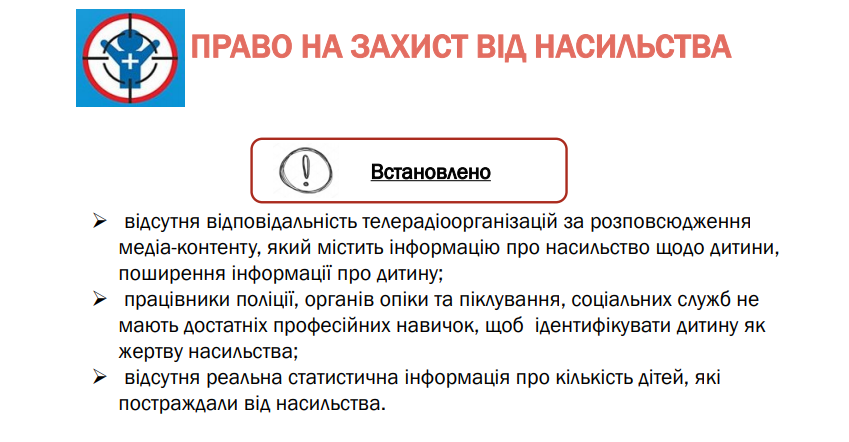 ПРАВО НА ЗАХИСТ ВІД НАСИЛЬСТВА
Встановлено
➢ відсутня відповідальність телерадіоорганізацій за розповсюдження
медіа-контенту, який містить інформацію про насильство щодо дитини,
поширення інформації про дитину;
➢ працівники поліції, органів опіки та піклування, соціальних служб не
мають достатніх професійних навичок, щоб ідентифікувати дитину як
жертву насильства;
➢ відсутня реальна статистична інформація про кількість дітей, які
постраждали від насильства.